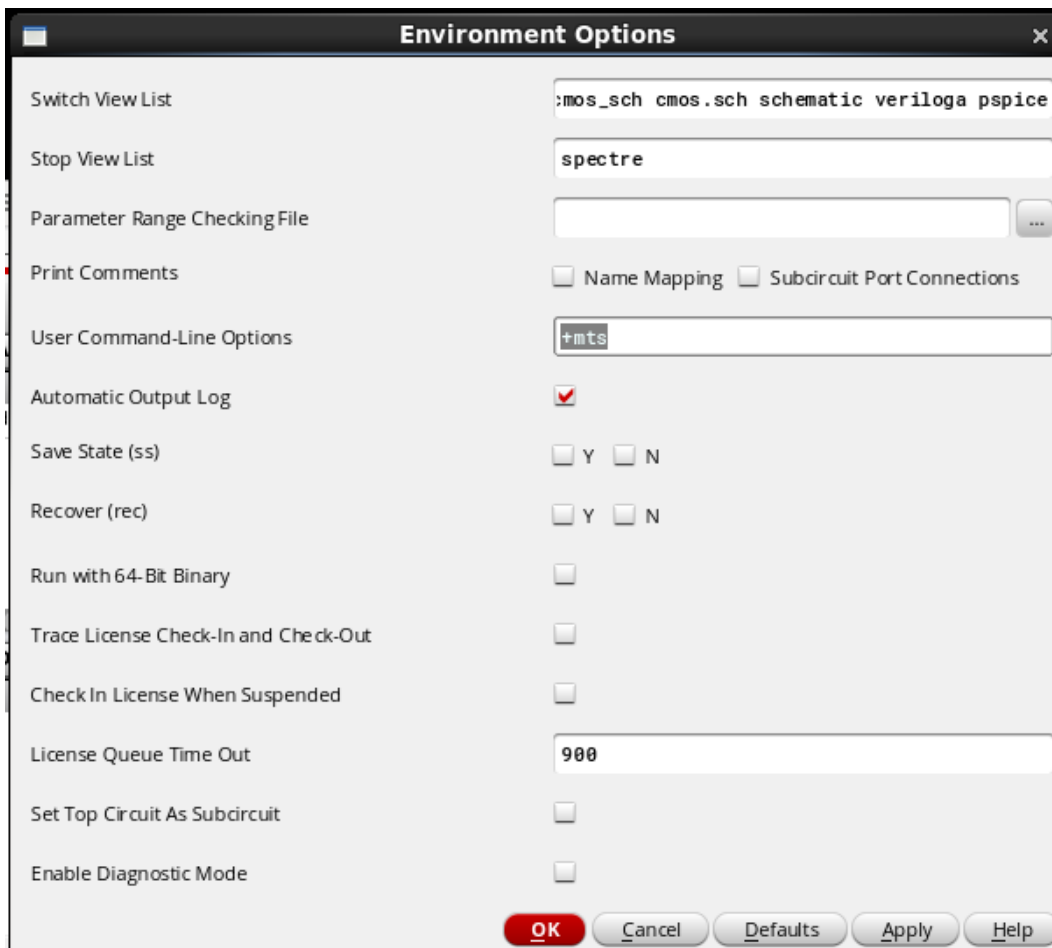 Environment Options
Switch View List
cmos_sch cmos.sch schematic veriloga pspice
Stop View List
spectre
Parameter Range Checking File
...
Print Comments
Name Mapping Subcircuit Port Connections
User Command-Line Options
+mts
Automatic Output Log
Save State (ss)
Y N
Recover (rec)
Y N
Run with 64-Bit Binary
Trace License Check-In and Check-Out
Check In License When Suspended
License Queue Time Out
900
Set Top Circuit As Subcircuit
Enable Diagnostic Mode
OK Cancel Defaults Apply Help